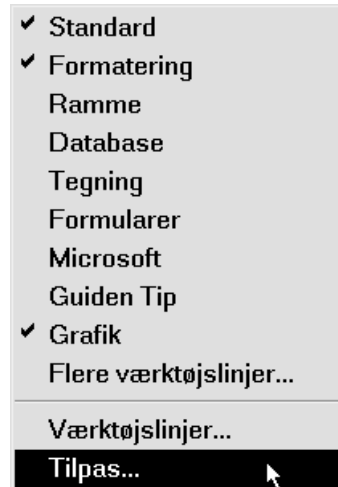 Standard
Formatering
Ramme
Database
Tegning
Formularer
Microsoft
Guiden Tip
Grafik
Flere værktøjslinjer...
Værktøjslinjer...
Tilpas...